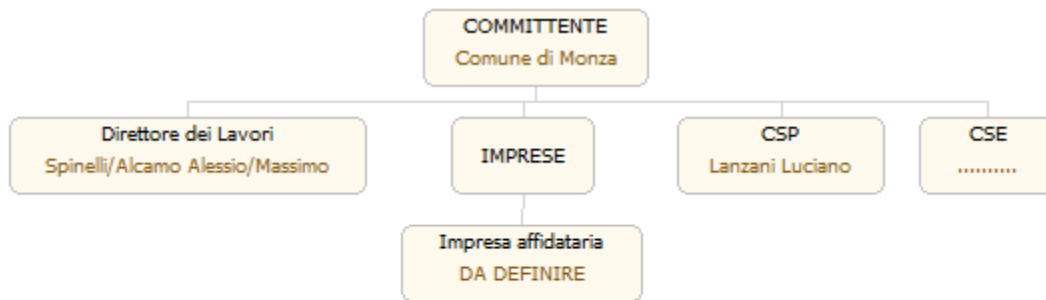 COMMITTENTE
Comune di Monza
Direttore dei Lavori
Spinelli/Alcamo Alessio/Massimo
IMPRESE
CSP
Lanzani Luciano
CSE
..........
Impresa affidataria
DA DEFINIRE